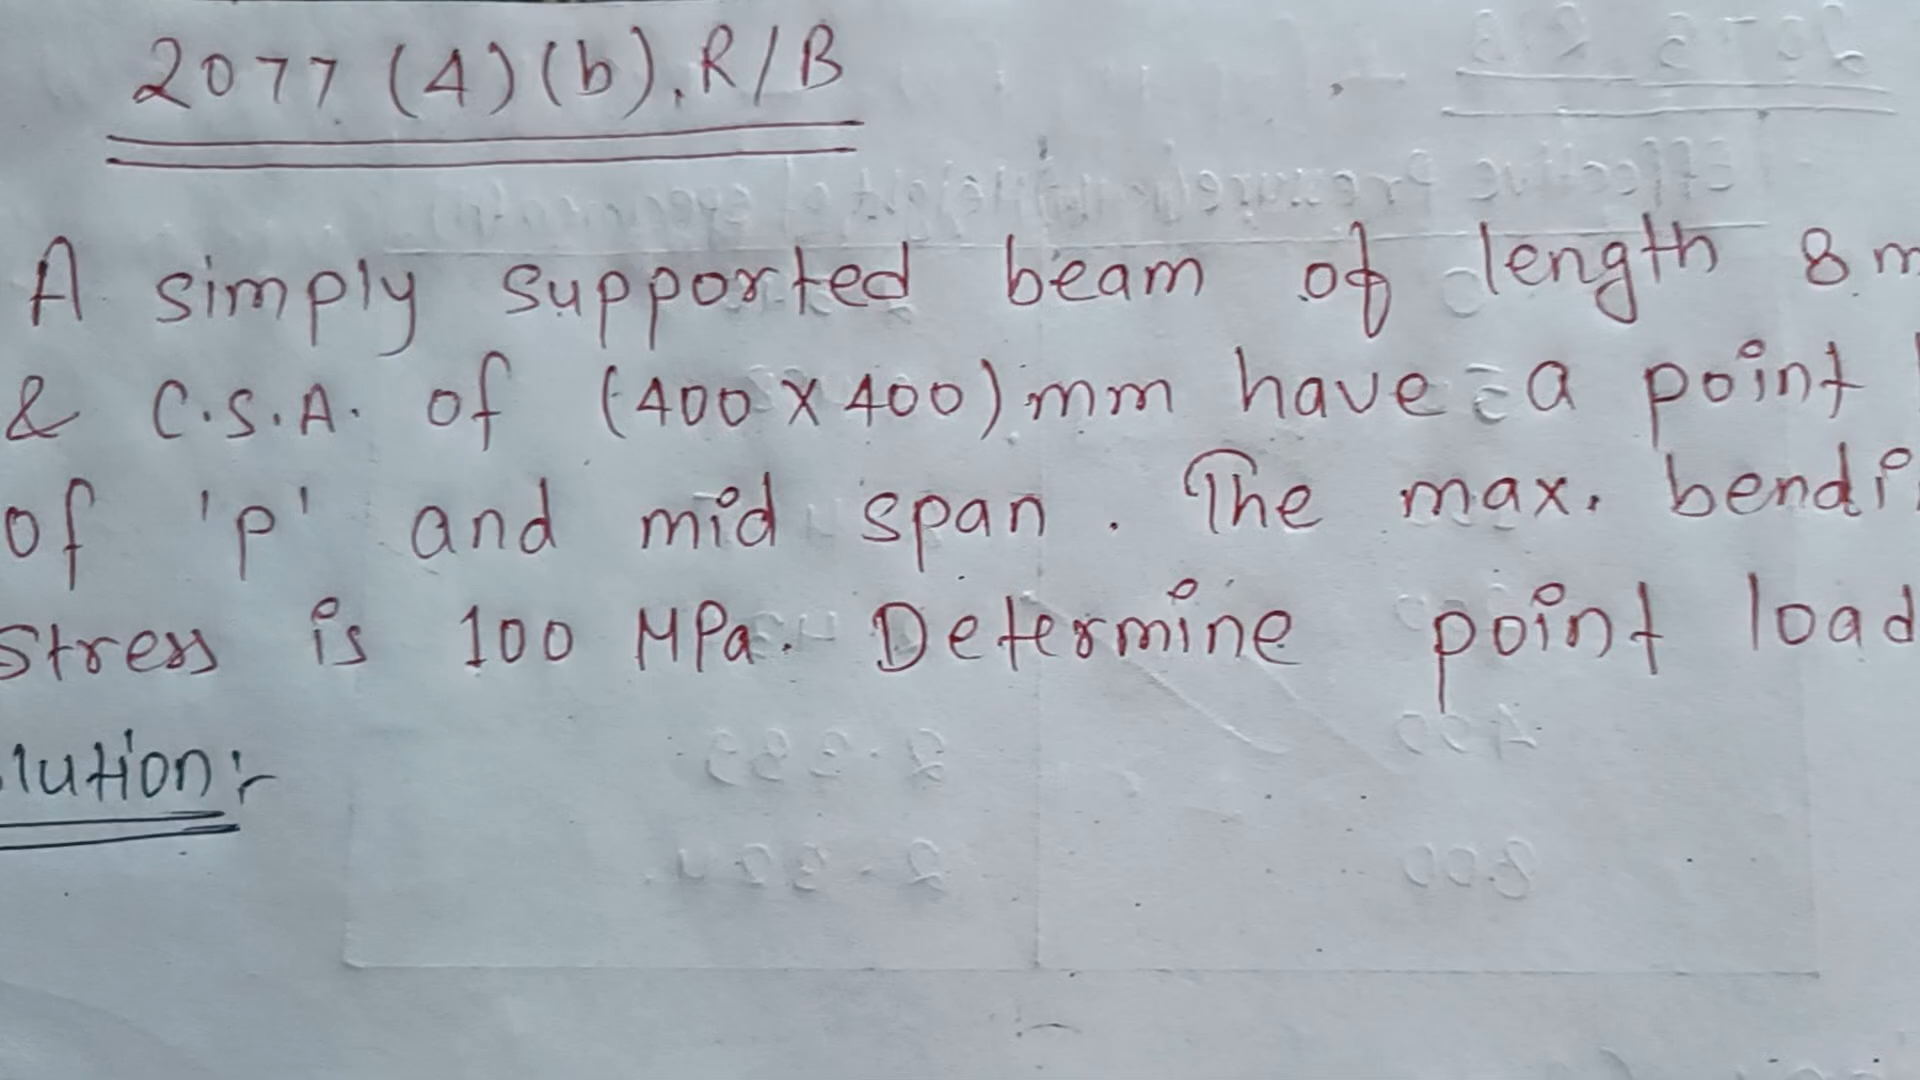 2077 (4)(b), R/B
A simply supported beam of length 8m
& C.S.A. of (400 x 400) mm have a point
of 'p' and mid span. The max. bendi
stress is 100 MPa. Determine point load
lution:-